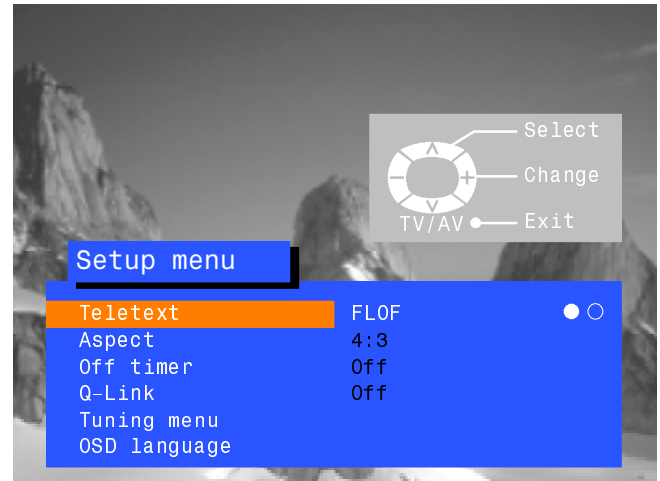 Select
Change
TV/AV Exit
Setup menu
Teletext FLOF
Aspect 4:3
Off timer Off
Q-Link Off
Tuning menu
OSD language